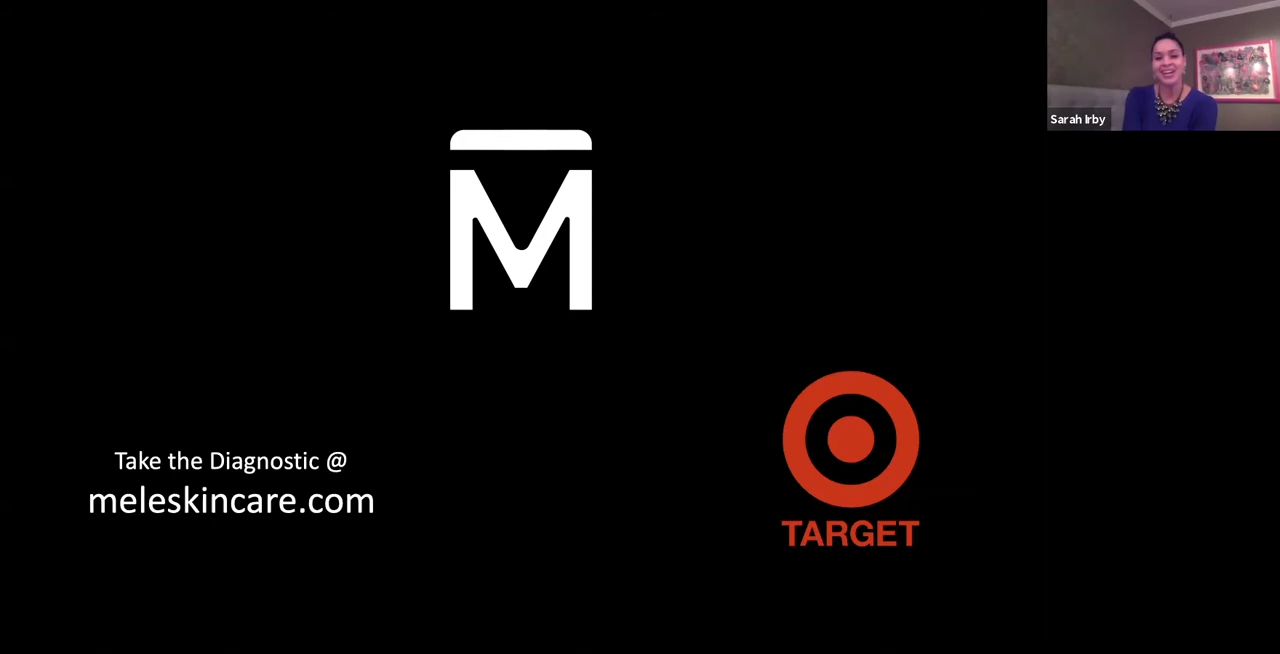 Sarah Irby
M
Take the Diagnostic @
meleskincare.com
TARGET